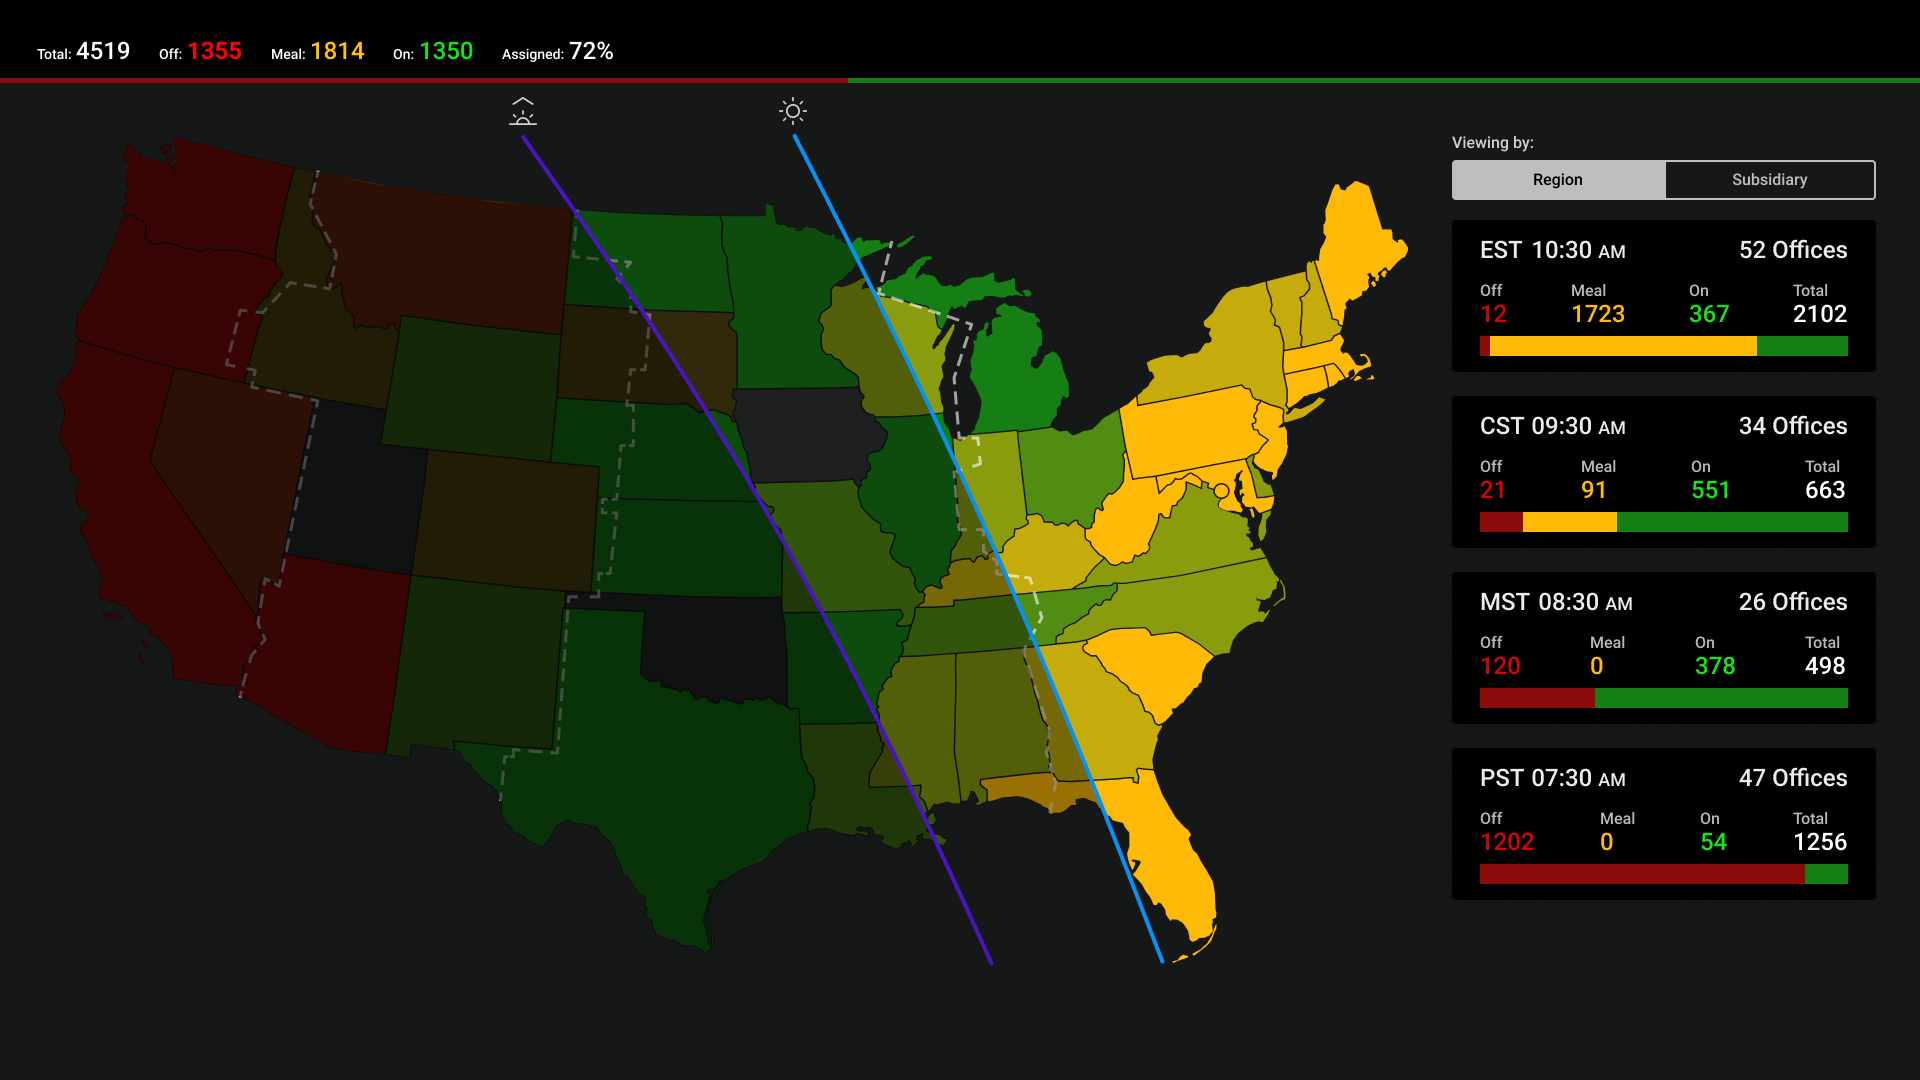 Total: 4519 Off: 1355 Meal: 1814 On: 1350 Assigned: 72%
Viewing by:
Region Subsidiary
EST 10:30 AM 52 Offices
Off Meal On Total
12 1723 367 2102
CST 09:30 AM 34 Offices
Off Meal On Total
21 91 551 663
MST 08:30 AM 26 Offices
Off Meal On Total
120 0 378 498
PST 07:30 AM 47 Offices
Off Meal On Total
1202 0 54 1256